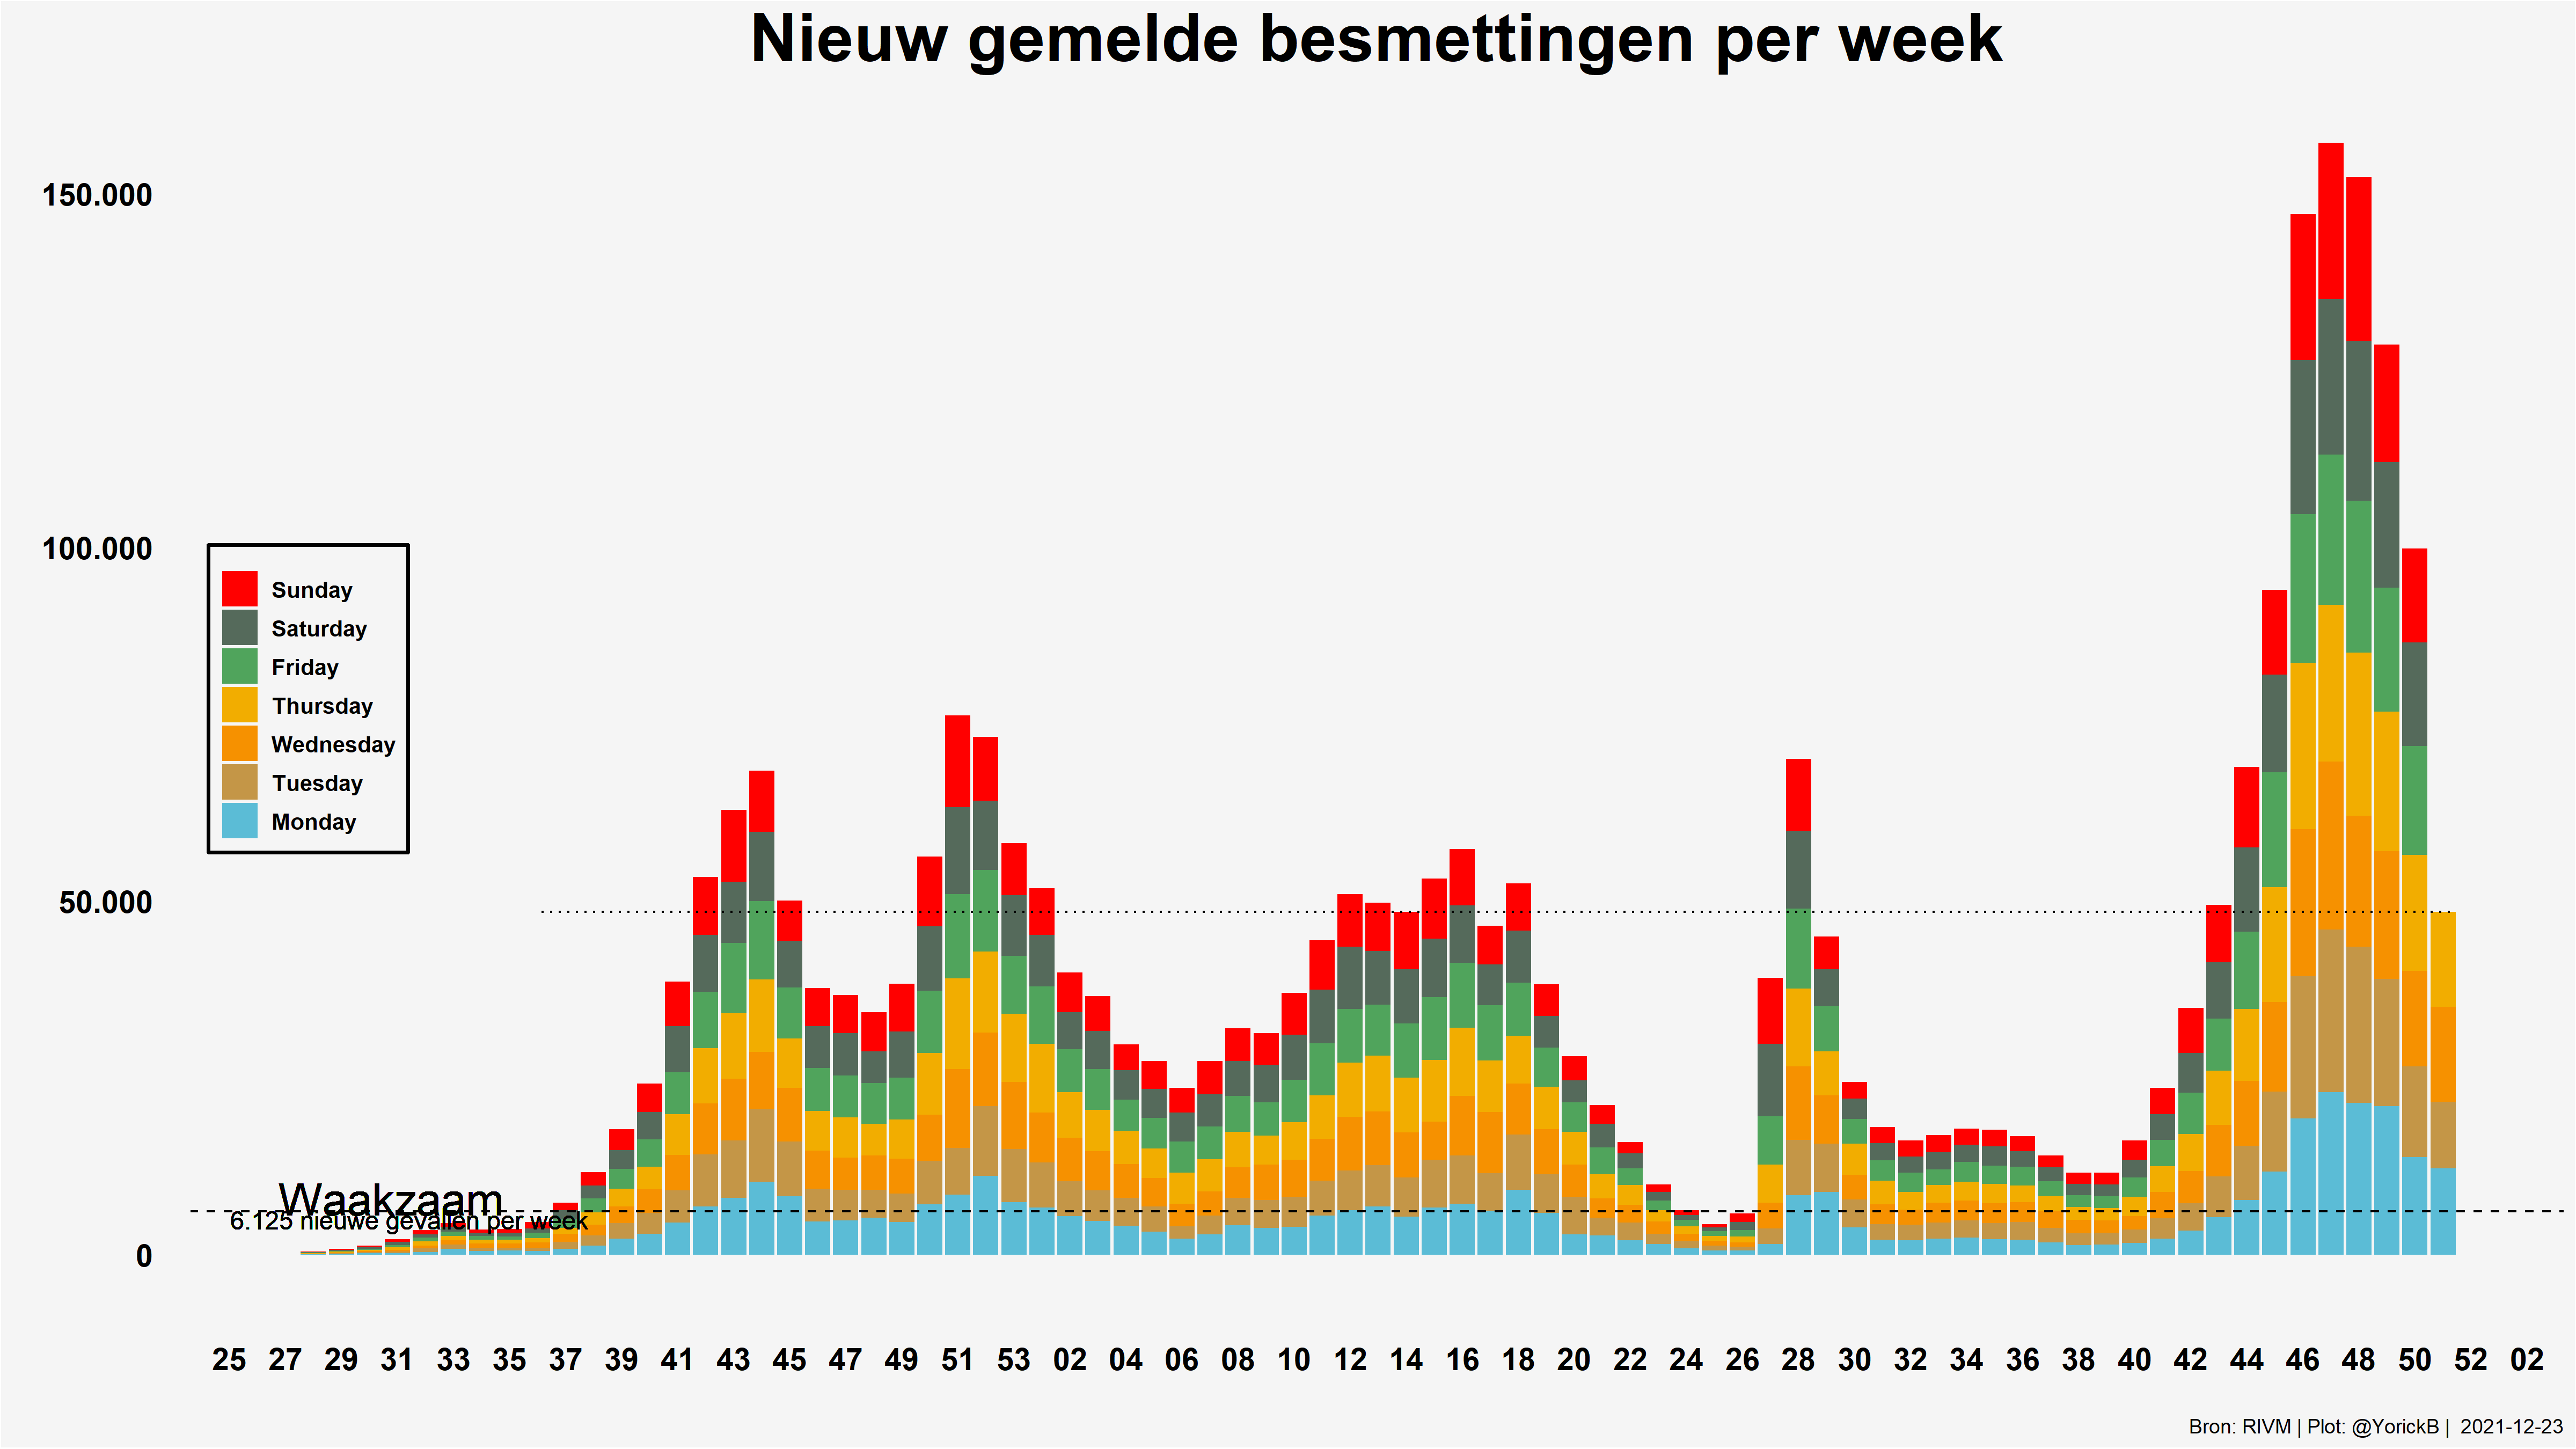 Nieuw gemelde besmettingen per week
150.000
100.000
50.000
0
Sunday
Saturday
Friday
Thursday
Wednesday
Tuesday
Monday
Waakzaam
6.125 nieuwe gevallen per week
25 27 29 31 33 35 37 39 41 43 45 47 49 51 53 02 04 06 08 10 12 14 16 18 20 22 24 26 28 30 32 34 36 38 40 42 44 46 48 50 52 02
Bron: RIVM | Plot: @YorickB | 2021-12-23